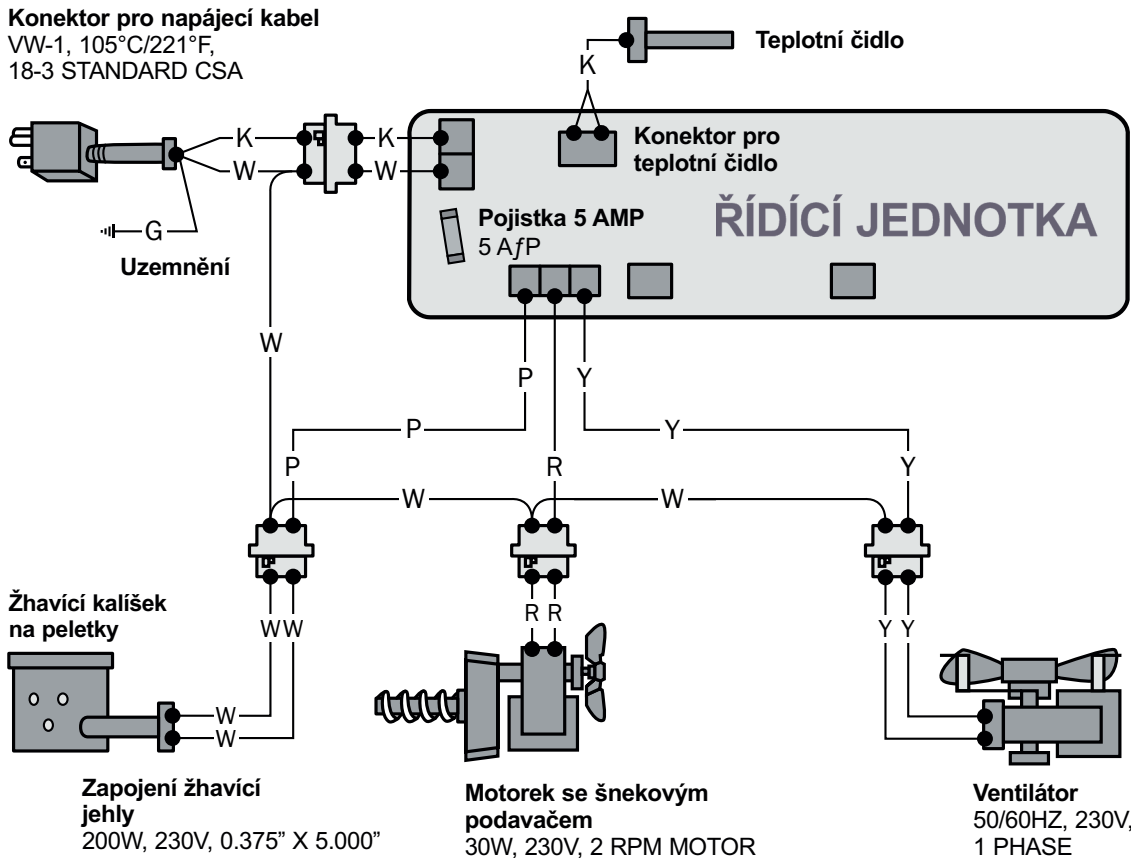 Konektor pro napájecí kabel
VW-1, 105°C/221°F,
18-3 STANDARD CSA
Teplotní čidlo
K
Konektor pro
teplotní čidlo
K
K
W
W
G
Uzemnění
Pojistka 5 AMP
5 AƒP
ŘÍDÍCÍ JEDNOTKA
W
P
Y
P
Y
P
R
Y
W
W
Žhavící kalíšek
na peletky
W W
R R
Y Y
W
W
Zapojení žhavící
jehly
200W, 230V, 0.375” X 5.000”
Motorek se šnekovým
podavačem
30W, 230V, 2 RPM MOTOR
Ventilátor
50/60HZ, 230V,
1 PHASE